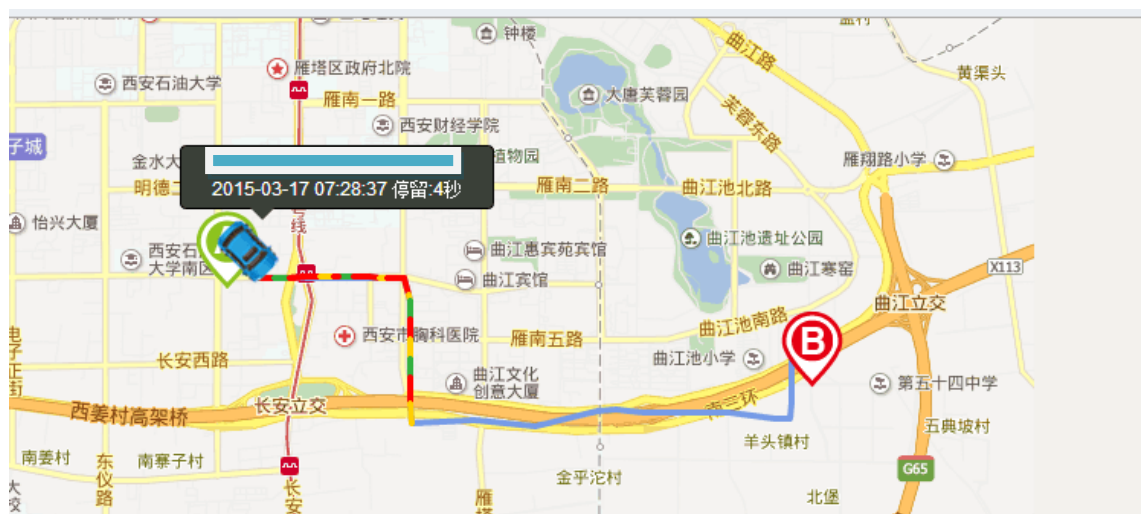 钟楼
曲江路
黄渠头
雁塔区政府北院
西安石油大学
大唐芙蓉园
雁南一路
芙蓉东路
西安财经学院
子城
金水大
植物园
雁翔路小学
明德二
2015-03-17 07:28:37 停留:4秒
雁南二路
曲江池北路
怡兴大厦
号线
曲江池遗址公园
曲江惠宾苑宾馆
西安石
大学南区
曲江寒窑
X113
曲江宾馆
曲江立交
曲江池南路
B
西安市胸科医院
雁南五路
电子正街
长安西路
曲江池小学
曲江文化
创意大厦
第五十四中学
西姜村高架桥
长安立交
南三环
五典坡村
羊头镇村
南姜村
东仪路
南寨子村
G65
金乎沱村
长安
雁塔
北堡